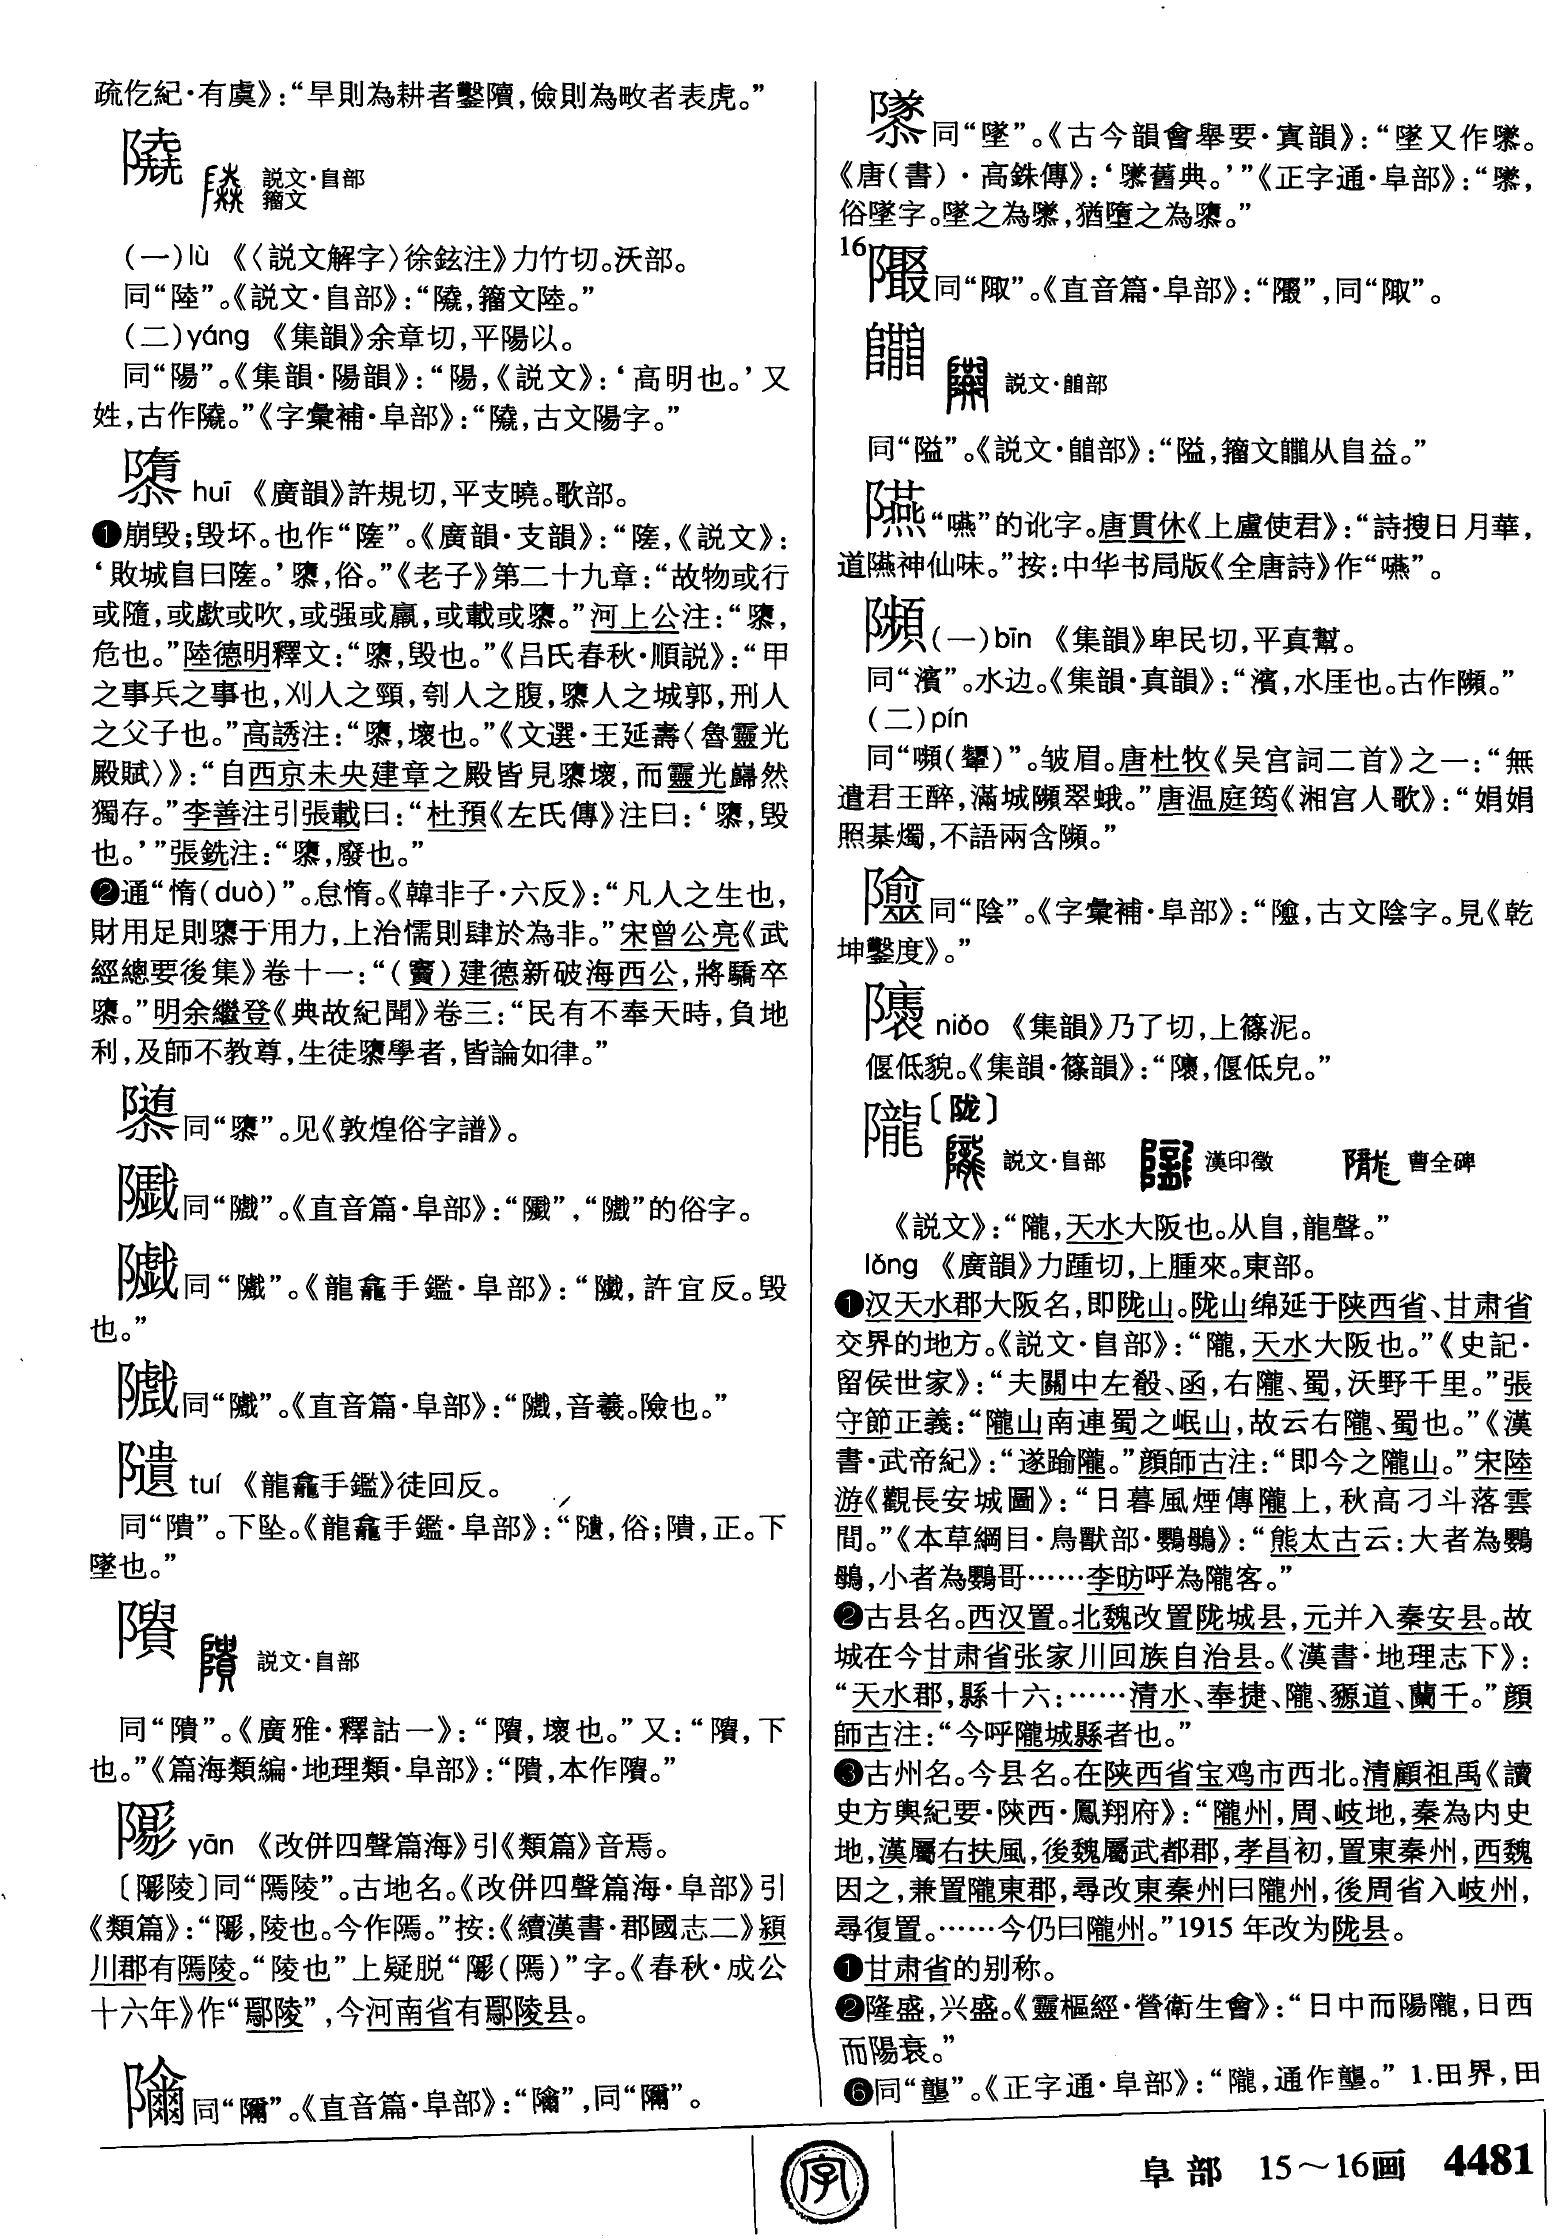 疏仡紀·有虞》：“旱則為耕者鑿隫，儉則為畋者表虎。”
説文·𨸏部
籀文
(一)lù 《〈説文解字〉徐鉉注》力竹切。沃部。
同“陸”。《説文·𨸏部》：“𨽰，籀文陸。”
(二)yáng 《集韻》余章切，平陽以。
同“陽”。《集韻·陽韻》：“陽，《説文》：‘高明也。’又
姓，古作𨽰。”《字彙補·阜部》：“𨽰，古文陽字。”
隳 huī 《廣韻》許規切，平支曉。歌部。
❶崩毁；毁坏。也作“隓”。《廣韻·支韻》：“隓，《説文》：
‘敗城𨸏曰隓。’隳，俗。”《老子》第二十九章：“故物或行
或隨，或歔或吹，或强或羸，或載或隳。”河上公注：“隳，
危也。”陸德明釋文：“隳，毁也。”《吕氏春秋·順説》：“甲
之事兵之事也，刈人之頸，刳人之腹，隳人之城郭，刑人
之父子也。”高誘注：“隳，壞也。”《文選·王延壽〈魯靈光
殿賦〉》：“自西京未央建章之殿皆見隳壞，而靈光巋然
獨存。”李善注引張載曰：“杜預《左氏傳》注曰：‘隳，毁
也。’”張銑注：“隳，廢也。”
❷通“惰(duò)”。怠惰。《韓非子·六反》：“凡人之生也，
財用足則隳于用力，上治懦則肆於為非。”宋曾公亮《武
經總要後集》卷十一：“(竇)建德新破海西公，將驕卒
隳。”明余繼登《典故紀聞》卷三：“民有不奉天時，負地
利，及師不教尊，生徒隳學者，皆論如律。”
同“隳”。见《敦煌俗字譜》。
同“”。《直音篇·阜部》：“”，“”的俗字。
同“”。《龍龕手鑑·阜部》：“，許宜反。毁
也。”
同“”。《直音篇·阜部》：“，音羲。險也。”
tuí 《龍龕手鑑》徒回反。
同“隤”。下坠。《龍龕手鑑·阜部》：“，俗；隤，正。下
墜也。”
説文·𨸏部
同“隤”。《廣雅·釋詁一》：“，壞也。”又：“，下
也。”《篇海類編·地理類·阜部》：“隤，本作。”
yān 《改併四聲篇海》引《類篇》音焉。
〔陵〕同“隖陵”。古地名。《改併四聲篇海·阜部》引
《類篇》：“，陵也。今作。”按：《續漢書·郡國志二》潁
川郡有陵。“陵也”上疑脱“”字。《春秋·成公
十六年》作“鄢陵”，今河南省有鄢陵县。
同“”。《直音篇·阜部》：“”，同“”。
同“墜”。《古今韻會舉要·寘韻》：“墜又作。
《唐(書)·高銖傳》：‘舊典。’”《正字通·阜部》：“，
俗墜字。墜之為，猶墮之為隳。”
16
同“陬”。《直音篇·阜部》：“”，同“陬”。
説文·𨺅部
同“隘”。《説文·𨺅部》：“隘，籀文从𨸏益。”
“嚥”的讹字。唐貫休《上盧使君》：“詩搜日月華，
道神仙味。”按：中华书局版《全唐詩》作“嚥”。
(一)bīn 《集韻》卑民切，平真幫。
同“濱”。水边。《集韻·真韻》：“濱，水厓也。古作。”
(二)pín
同“嚬(顰)”。皱眉。唐杜牧《吴宫詞二首》之一：“無
遣君王醉，滿城翠蛾。”唐温庭筠《湘宫人歌》：“娟娟
照棊燭，不語兩含。”
同“陰”。《字彙補·阜部》：“，古文陰字。見《乾
坤鑿度》。”
niǎo 《集韻》乃了切，上篠泥。
偃低貌。《集韻·篠韻》：“，偃低皃。”
隴〔陇〕
説文·𨸏部 漢印徵 曹全碑
《説文》：“隴，天水大阪也。从𨸏，龍聲。”
lǒng 《廣韻》力踵切，上腫來。東部。
❶汉天水郡大阪名，即陇山。陇山绵延于陕西省、甘肃省
交界的地方。《説文·𨸏部》：“隴，天水大阪也。”《史記·
留侯世家》：“夫關中左殽、函，右隴、蜀，沃野千里。”張
守節正義：“隴山南連蜀之岷山，故云右隴、蜀也。”《漢
書·武帝紀》：“遂踰隴。”顔師古注：“即今之隴山。”宋陸
游《觀長安城圖》：“日暮風煙傳隴上，秋高刁斗落雲
間。”《本草綱目·鳥獸部·鸚䳇》：“熊太古云：大者為鸚
䳇，小者為鸚哥……李昉呼為隴客。”
❷古县名。西汉置。北魏改置陇城县，元并入秦安县。故
城在今甘肃省张家川回族自治县。《漢書·地理志下》：
“天水郡，縣十六：……清水、奉捷、隴、豲道、蘭干。”顔
師古注：“今呼隴城縣者也。”
❸古州名。今县名。在陕西省宝鸡市西北。清顧祖禹《讀
史方輿紀要·陝西·鳳翔府》：“隴州，周、岐地，秦為内史
地，漢屬右扶風，後魏屬武都郡，孝昌初，置東秦州，西魏
因之，兼置隴東郡，尋改東秦州曰隴州，後周省入岐州，
尋復置。……今仍曰隴州。”1915年改为陇县。
❶甘肃省的别称。
❷隆盛，兴盛。《靈樞經·營衛生會》：“日中而陽隴，日西
而陽衰。”
❻同“壟”。《正字通·阜部》：“隴，通作壟。”1.田界，田
字
阜部 15～16画 4481